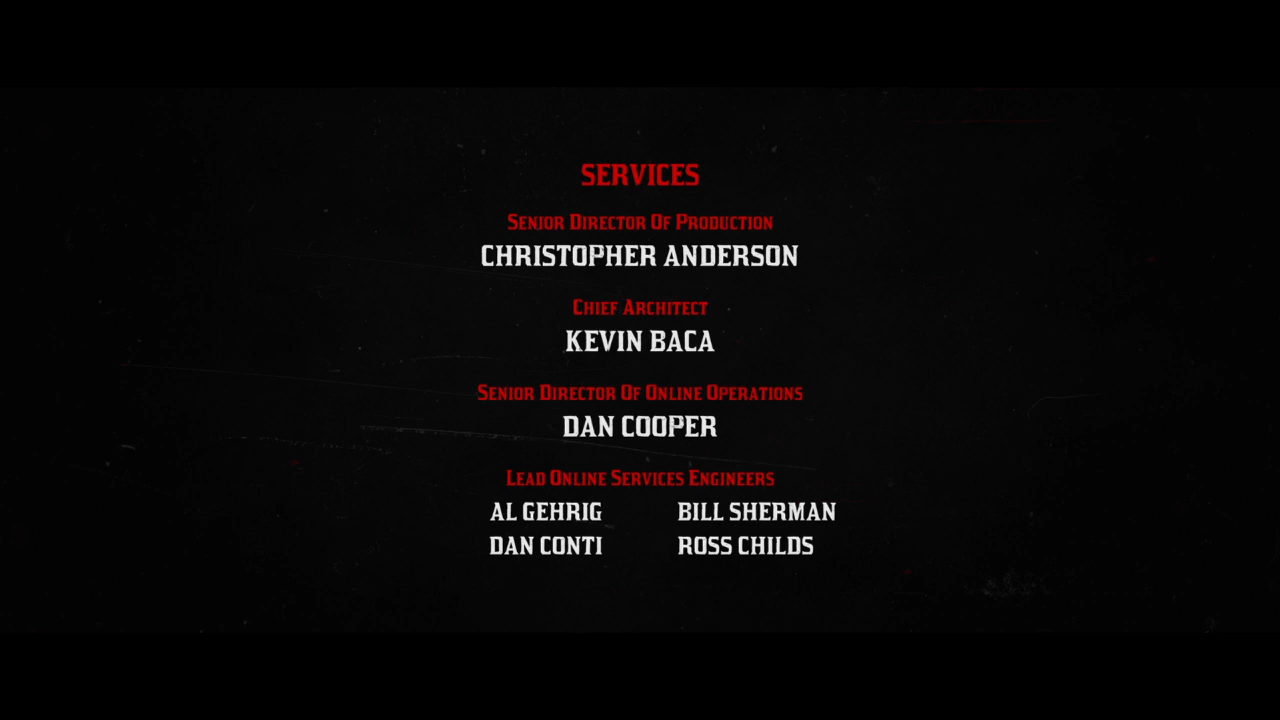 SERVICES
Senior Director Of Production
CHRISTOPHER ANDERSON
Chief Architect
KEVIN BACA
Senior Director Of Online Operations
DAN COOPER
Lead Online Services Engineers
AL GEHRIG BILL SHERMAN
DAN CONTI ROSS CHILDS